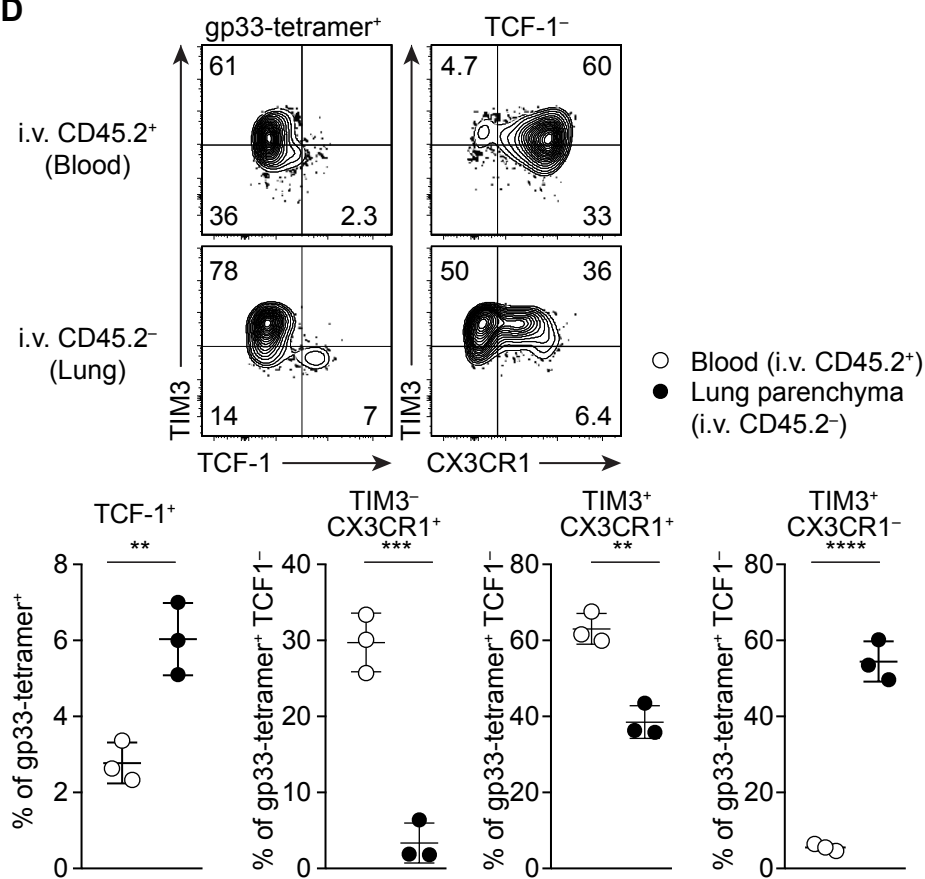 D
gp33-tetramer⁺ TCF-1⁻
61 4.7 60
i.v. CD45.2⁺
(Blood)
36 2.3 33
78 50 36
i.v. CD45.2⁻
(Lung)
14 7 6.4
TIM3 TIM3
TCF-1 CX3CR1
Blood (i.v. CD45.2⁺)
Lung parenchyma
(i.v. CD45.2⁻)
TCF-1⁺
**
% of gp33-tetramer⁺
8
6
4
2
0
TIM3⁻
CX3CR1⁺
***
% of gp33-tetramer⁺ TCF1⁻
40
30
20
10
0
TIM3⁺
CX3CR1⁺
**
% of gp33-tetramer⁺ TCF1⁻
80
60
40
20
0
TIM3⁺
CX3CR1⁻
****
% of gp33-tetramer⁺ TCF1⁻
80
60
40
20
0